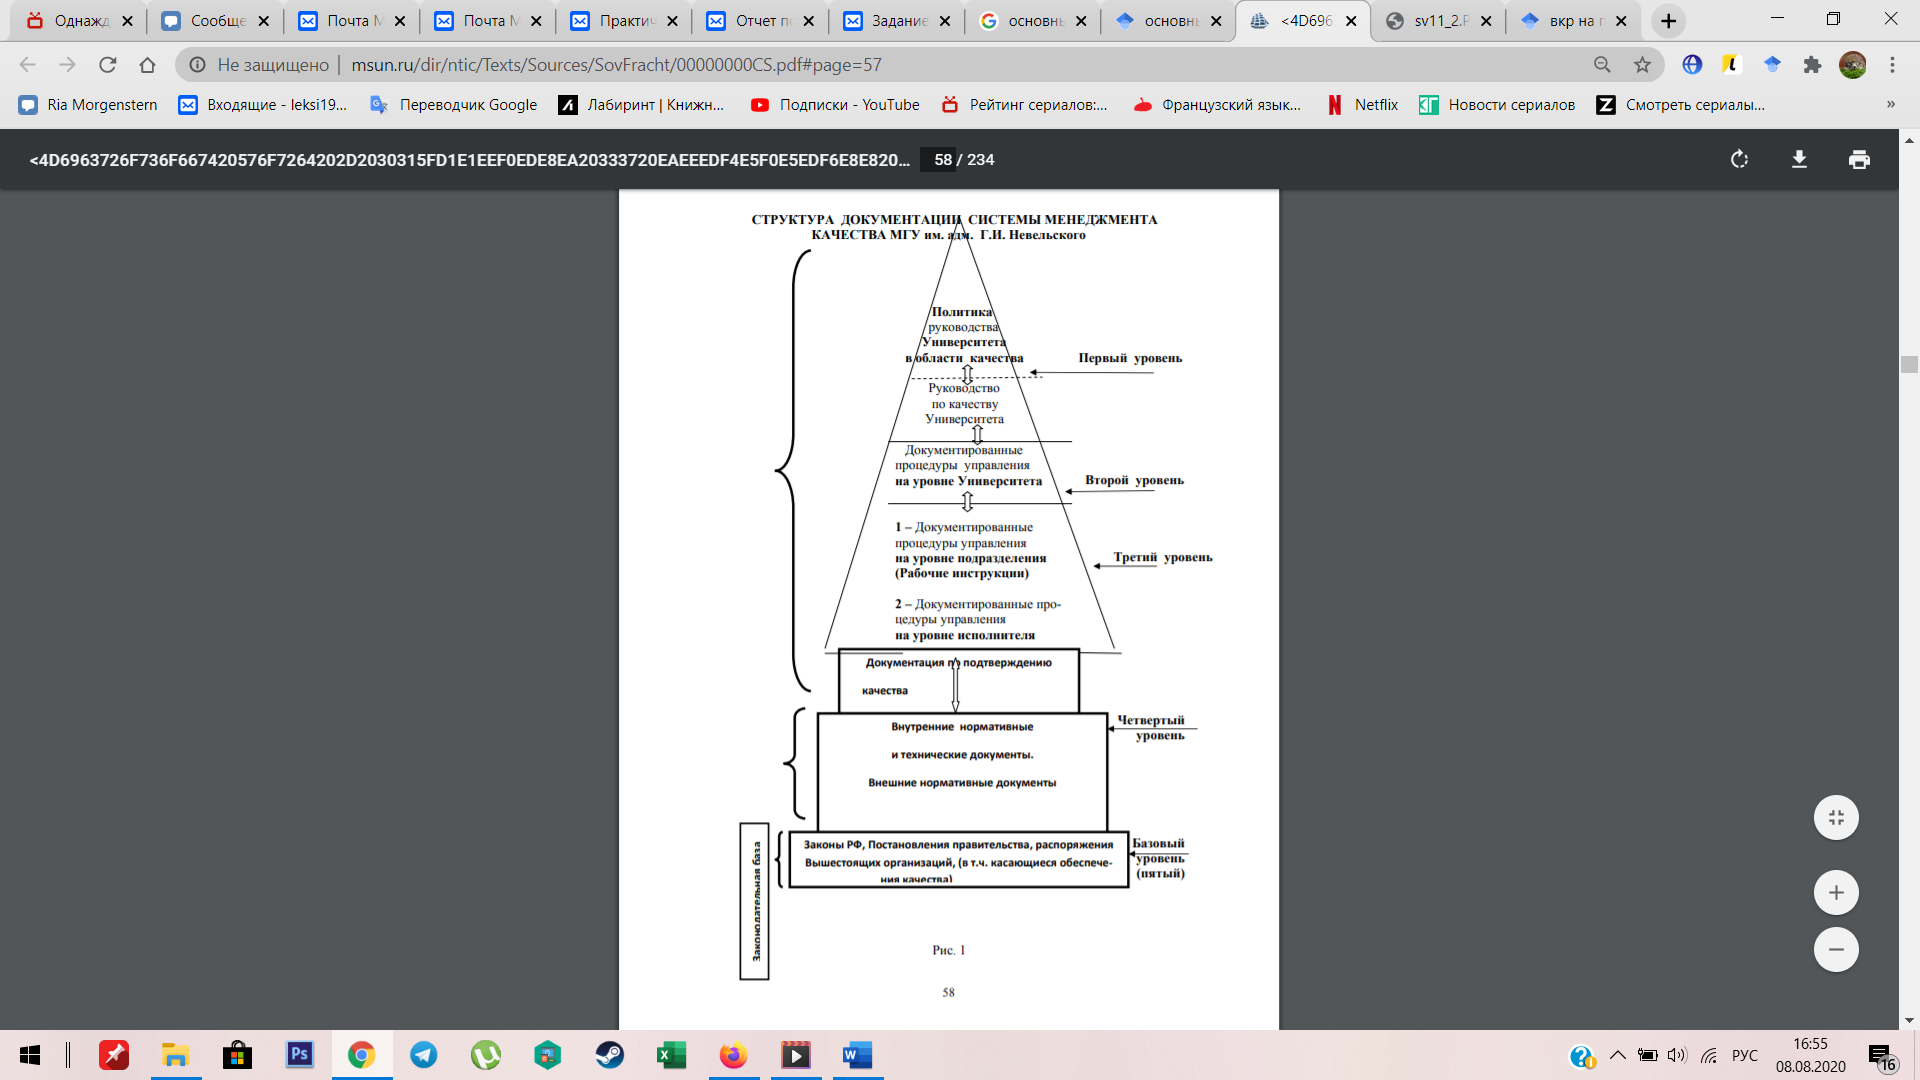 Однажд
Сообще
Почта М
Почта М
Практич
Отчет по
Задание
основны
основны
<4D696
sv11_2.P
вкр на п
Не защищено
msun.ru/dir/ntic/Texts/Sources/SovFracht/00000000CS.pdf#page=57
Ria Morgenstern
Входящие - leksi19...
Переводчик Google
Лабиринт | Книжн...
Подписки - YouTube
Рейтинг сериалов:...
Французский язык...
Netflix
Новости сериалов
Смотреть сериалы...
»
<4D6963726F736F667420576F7264202D2030315FD1E1EEF0EDE8EA20333720EAEEEDF4E5F0E5EDF6E8E820...
58 / 234
СТРУКТУРА ДОКУМЕНТАЦИИ СИСТЕМЫ МЕНЕДЖМЕНТА
КАЧЕСТВА МГУ им. адм. Г.И. Невельского
Политика
руководства
Университета
в области качества
Первый уровень
Руководство
по качеству
Университета
Документированные
процедуры управления
на уровне Университета
Второй уровень
1 – Документированные
процедуры управления
на уровне подразделения
(Рабочие инструкции)
Третий уровень
2 – Документированные про-
цедуры управления
на уровне исполнителя
Документация по подтверждению
качества
Внутренние нормативные
и технические документы.
Внешние нормативные документы
Четвертый
уровень
Законы РФ, Постановления правительства, распоряжения
Вышестоящих организаций, (в т.ч. касающиеся обеспече-
ния качества)
Базовый
уровень
(пятый)
Законодательная база
Рис. 1
58
Ps
РУС
16:55
08.08.2020
16